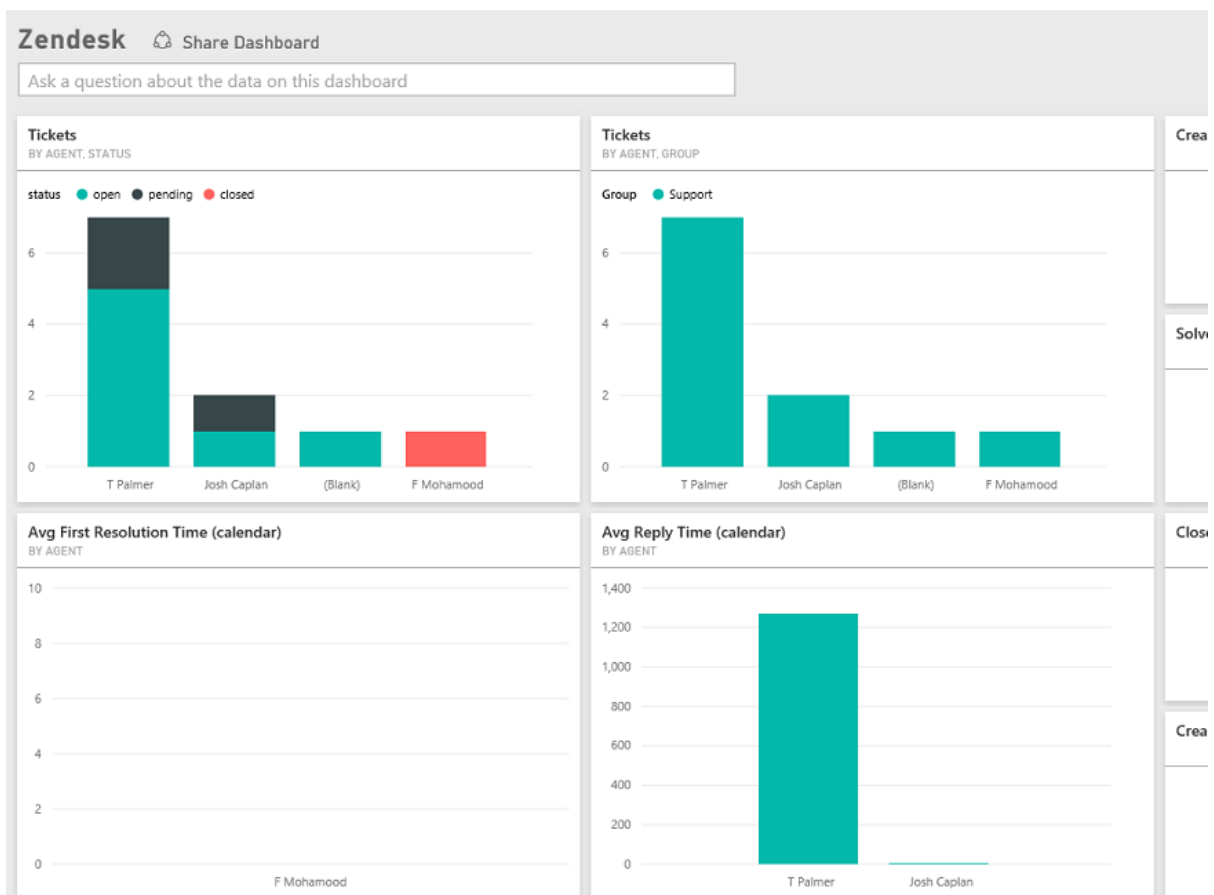 Zendesk Share Dashboard
Ask a question about the data on this dashboard
Tickets
BY AGENT, STATUS
status open pending closed
6
4
2
0
T Palmer Josh Caplan (Blank) F Mohamood
Tickets
BY AGENT, GROUP
Group Support
6
4
2
0
T Palmer Josh Caplan (Blank) F Mohamood
Crea
Solve
Avg First Resolution Time (calendar)
BY AGENT
10
8
6
4
2
0
F Mohamood
Avg Reply Time (calendar)
BY AGENT
1,400
1,200
1,000
800
600
400
200
0
T Palmer Josh Caplan
Close
Crea